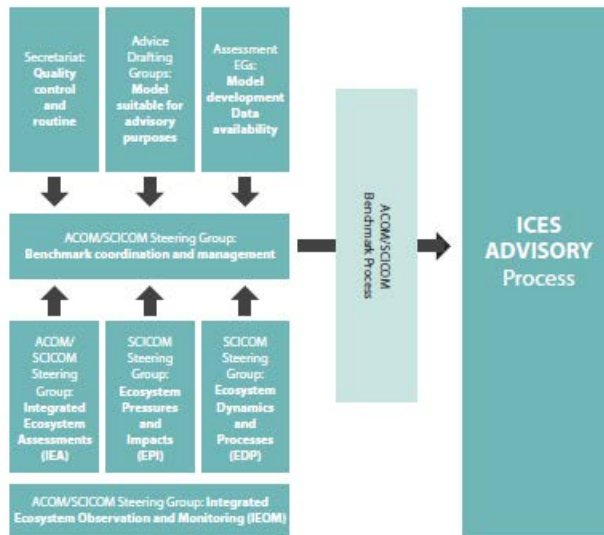 Secretariat:
Quality
control
and
routine
Advice
Drafting
Groups:
Model
suitable for
advisory
purposes
Assessment
EGs:
Model
development
Data
availability
ACOM/SCICOM Steering Group:
Benchmark coordination and management
ACOM/
SCICOM
Steering
Group:
Integrated
Ecosystem
Assessments
(IEA)
SCICOM
Steering
Group:
Ecosystem
Pressures
and
Impacts
(EPI)
SCICOM
Steering
Group:
Ecosystem
Dynamics
and
Processes
(EDP)
ACOM/SCICOM Steering Group: Integrated
Ecosystem Observation and Monitoring (IEOM)
ACOM/SCICOM
Benchmark Process
ICES
ADVISORY
Process